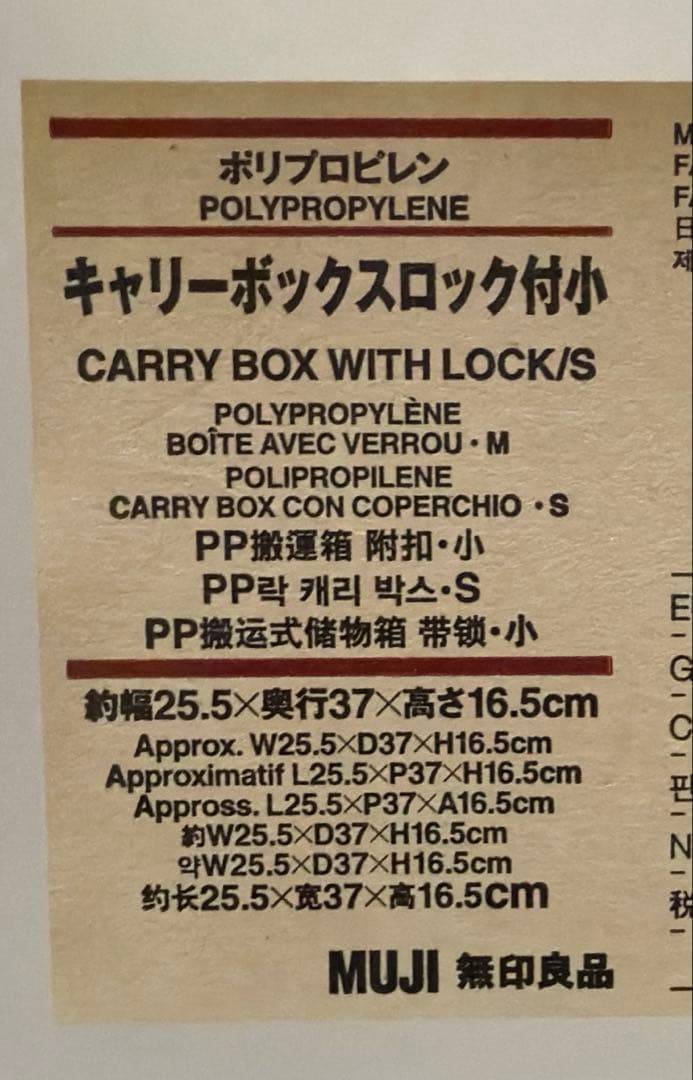 ポリプロピレン
POLYPROPYLENE
キャリーボックスロック付小
CARRY BOX WITH LOCK/S
POLYPROPYLÈNE
BOÎTE AVEC VERROU・M
POLIPROPILENE
CARRY BOX CON COPERCHIO ・S
PP搬運箱 附扣・小
PP락 캐리 박스・S
PP搬运式储物箱 带锁・小
約幅25.5×奥行37×高さ16.5cm
Approx. W25.5×D37×H16.5cm
Approximatif L25.5×P37×H16.5cm
Appross. L25.5×P37×A16.5cm
約W25.5×D37×H16.5cm
약W25.5×D37×H16.5cm
约长25.5×宽37×高16.5cm
MUJI 無印良品
M
F
F
日
E
G
C
판
N
税